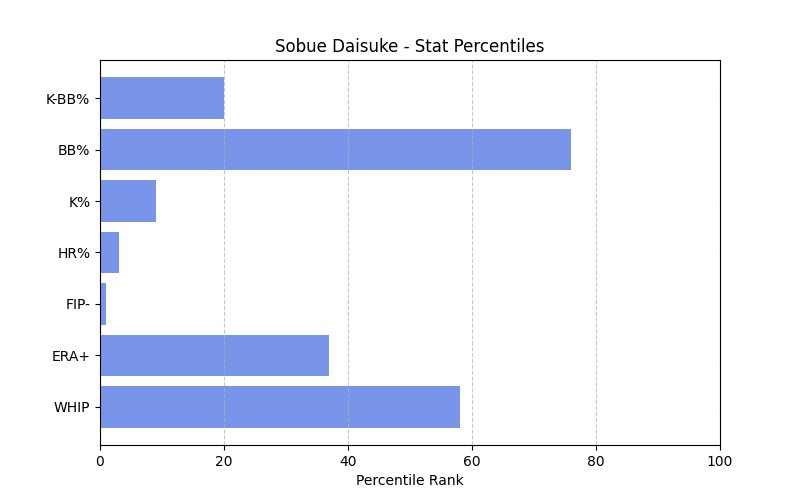 Sobue Daisuke - Stat Percentiles
K-BB%
BB%
K%
HR%
FIP-
ERA+
WHIP
0 20 40 60 80 100
Percentile Rank